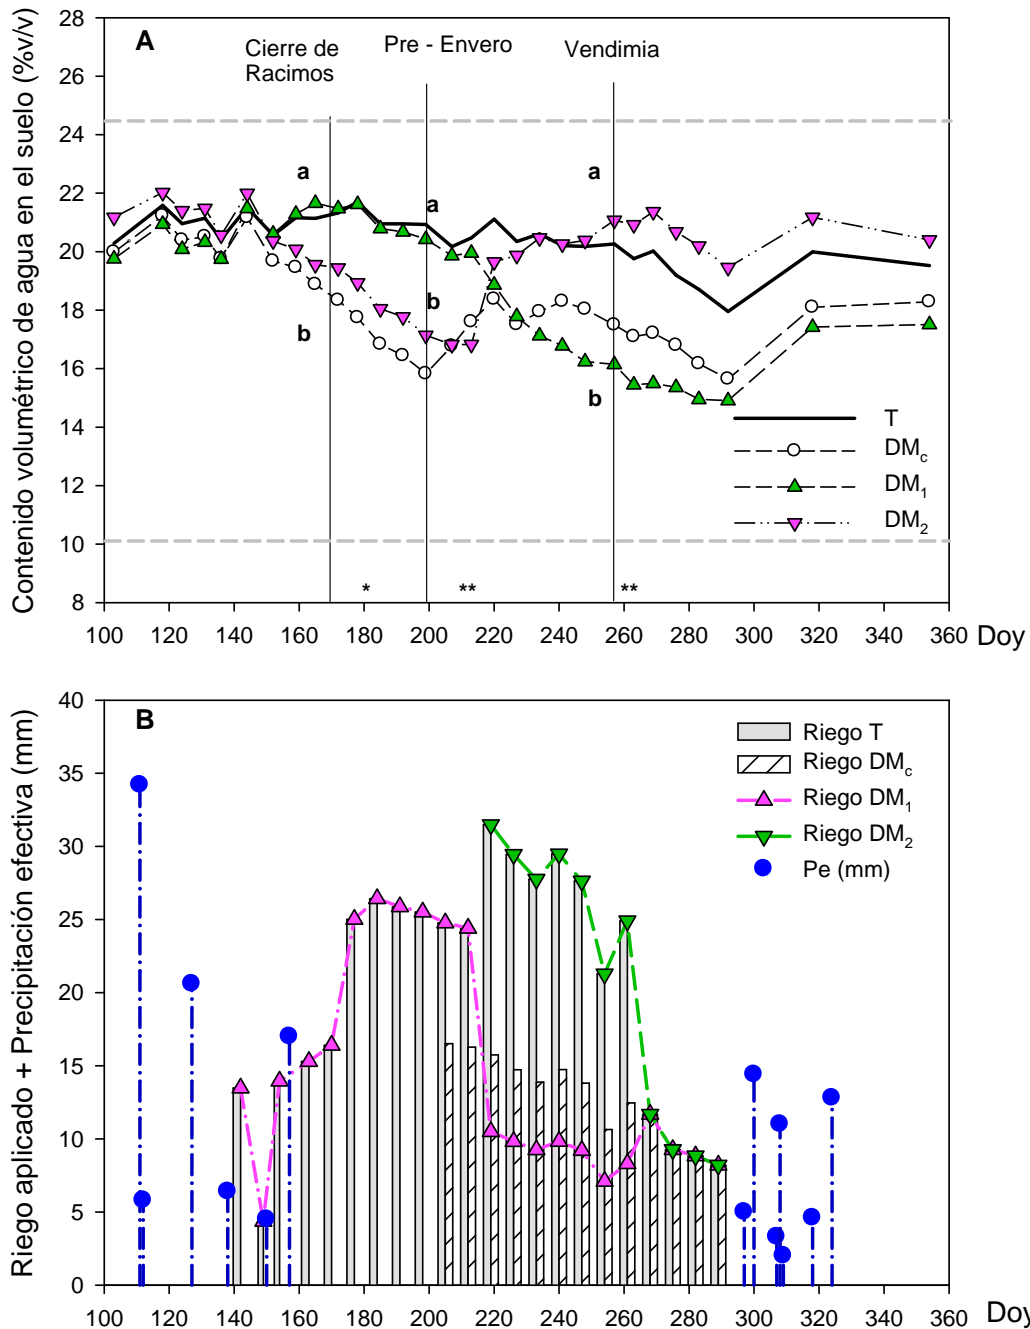 Contenido volumétrico de agua en el suelo (%v/v)
28
26
24
22
20
18
16
14
12
10
8
A
Cierre de
Racimos
Pre - Envero
Vendimia
a
a
a
b
b
b
T
DMc
DM1
DM2
*
**
**
100 120 140 160 180 200 220 240 260 280 300 320 340 360 Doy
Riego aplicado + Precipitación efectiva (mm)
40
35
30
25
20
15
10
5
0
B
Riego T
Riego DMc
Riego DM1
Riego DM2
Pe (mm)
100 120 140 160 180 200 220 240 260 280 300 320 340 360 Doy